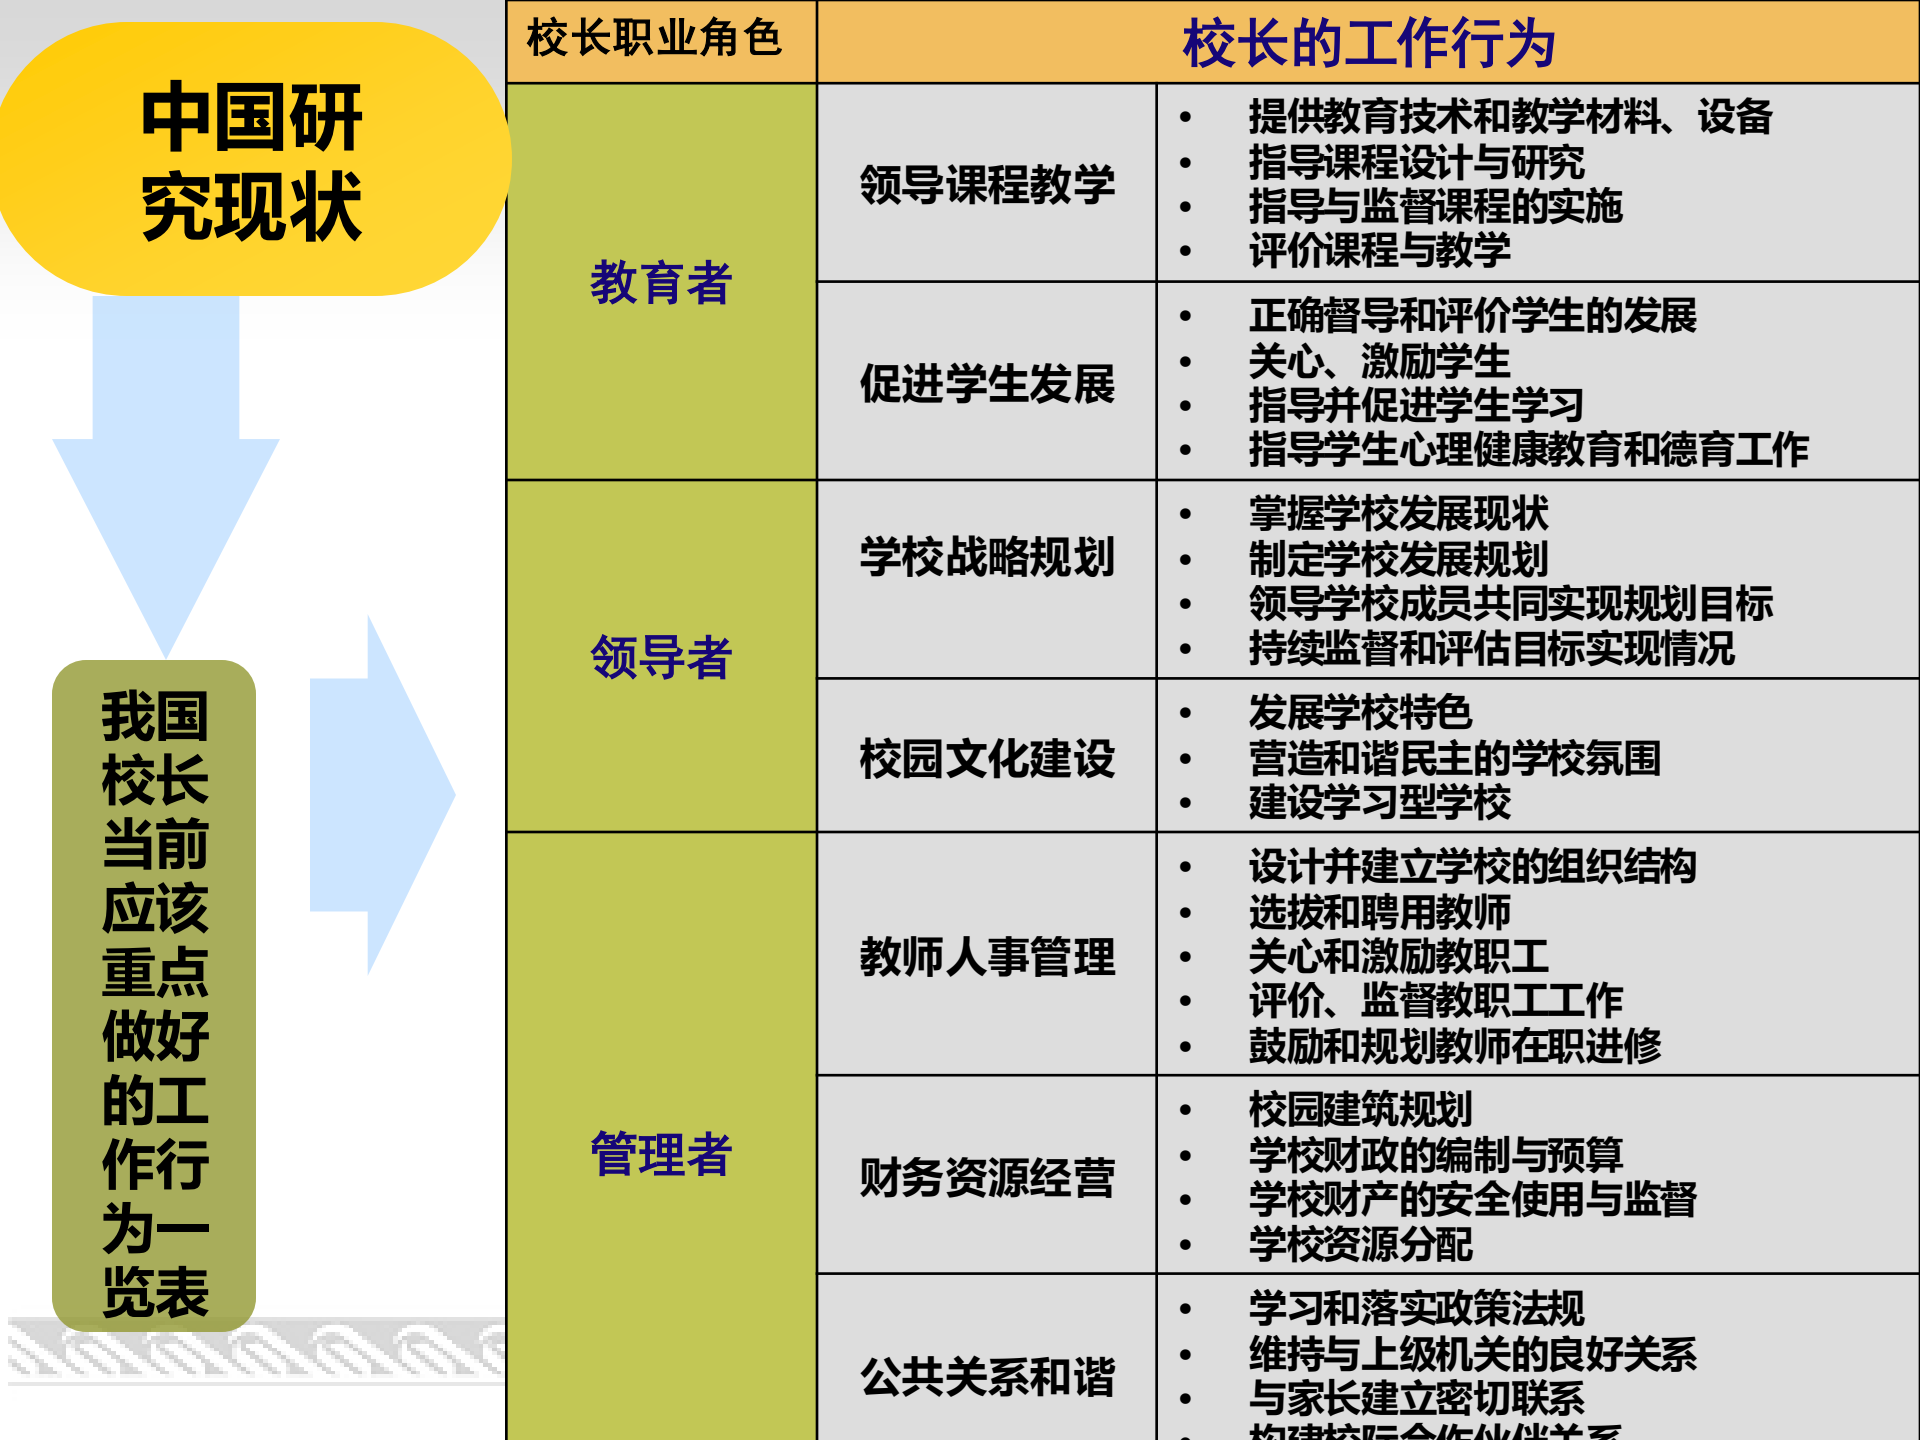 中国研
究现状
我国
校长
当前
应该
重点
做好
的工
作行
为一
览表
校长职业角色
校长的工作行为
教育者
领导课程教学
• 提供教育技术和教学材料、设备
• 指导课程设计与研究
• 指导与监督课程的实施
• 评价课程与教学
促进学生发展
• 正确督导和评价学生的发展
• 关心、激励学生
• 指导并促进学生学习
• 指导学生心理健康教育和德育工作
领导者
学校战略规划
• 掌握学校发展现状
• 制定学校发展规划
• 领导学校成员共同实现规划目标
• 持续监督和评估目标实现情况
校园文化建设
• 发展学校特色
• 营造和谐民主的学校氛围
• 建设学习型学校
管理者
教师人事管理
• 设计并建立学校的组织结构
• 选拔和聘用教师
• 关心和激励教职工
• 评价、监督教职工工作
• 鼓励和规划教师在职进修
财务资源经营
• 校园建筑规划
• 学校财政的编制与预算
• 学校财产的安全使用与监督
• 学校资源分配
公共关系和谐
• 学习和落实政策法规
• 维持与上级机关的良好关系
• 与家长建立密切联系
• 构建校际合作伙伴关系